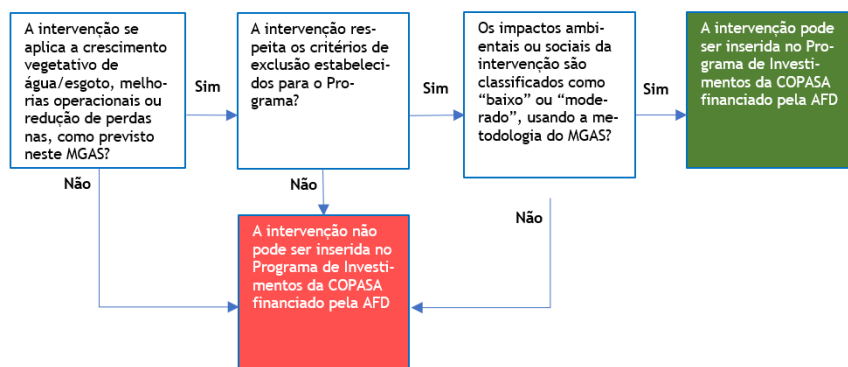 A intervenção se
aplica a crescimento
vegetativo de
água/esgoto, melho-
rias operacionais ou
redução de perdas
nas, como previsto
neste MGAS?
Sim
A intervenção res-
peita os critérios de
exclusão estabeleci-
dos para o Pro-
grama?
Sim
Os impactos ambi-
entais ou sociais da
intervenção são
classificados como
“baixo” ou “mode-
rado”, usando a me-
todologia do MGAS?
Sim
A intervenção pode
ser inserida no Pro-
grama de Investi-
mentos da COPASA
financiado pela AFD
Não
Não
Não
A intervenção não
pode ser inserida no
Programa de Investi-
mentos da COPASA
financiado pela AFD